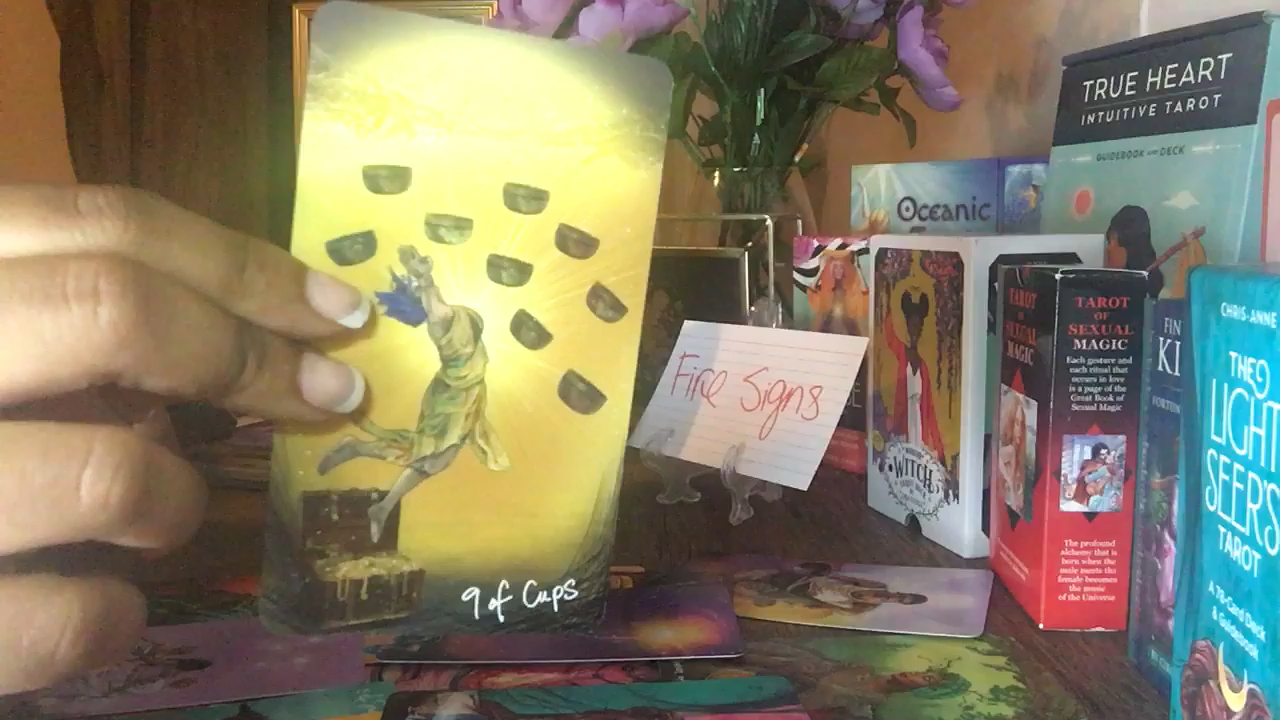 9 of Cups
Fire Signs
TRUE HEART
INTUITIVE TAROT
GUIDEBOOK AND DECK
Oceanic
WITCH
TAROT
OF
SEXUAL
MAGIC
TAROT
OF
SEXUAL
MAGIC
Each gesture and
each ritual that
occurs in love
is a page of the
Great Book of
Sexual Magic
The profound
alchemy that is
born when the
male meets the
female becomes
the music
of the Universe
FIN
KI
CHRIS-ANNE
THE
LIGHT
SEER'S
TAROT
A 78-Card Deck
& Guidebook